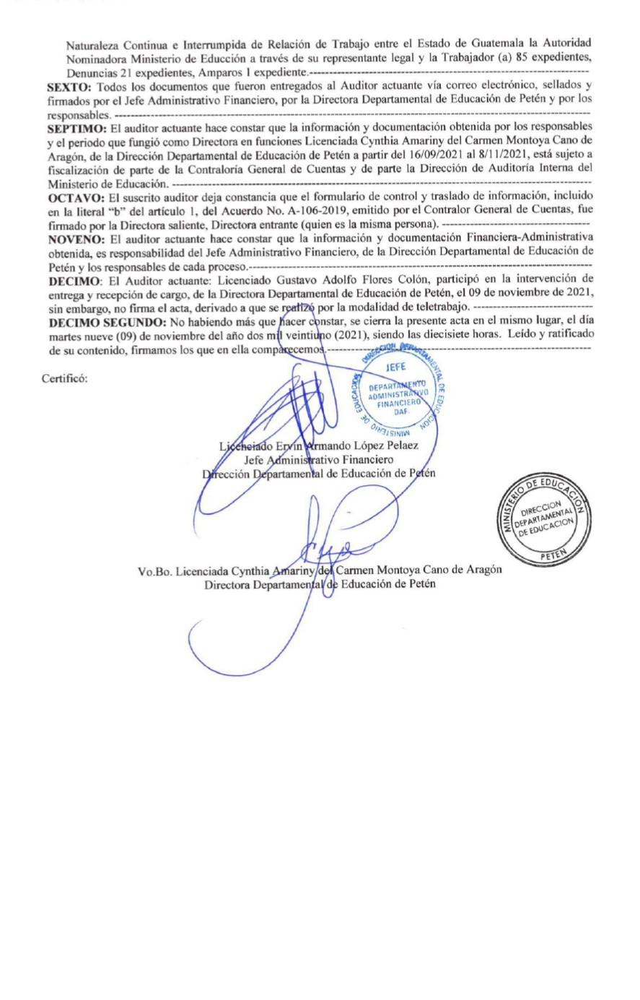 Naturaleza Continua e Interrumpida de Relación de Trabajo entre el Estado de Guatemala la Autoridad
Nominadora Ministerio de Educción a través de su representante legal y la Trabajador (a) 85 expedientes,
Denuncias 21 expedientes, Amparos 1 expediente.------------------------------------------------------------
SEXTO: Todos los documentos que fueron entregados al Auditor actuante vía correo electrónico, sellados y
firmados por el Jefe Administrativo Financiero, por la Directora Departamental de Educación de Petén y por los
responsables. ------------------------------------------------------------
SEPTIMO: El auditor actuante hace constar que la información y documentación obtenida por los responsables
y el periodo que fungió como Directora en funciones Licenciada Cynthia Amariny del Carmen Montoya Cano de
Aragón, de la Dirección Departamental de Educación de Petén a partir del 16/09/2021 al 8/11/2021, está sujeto a
fiscalización de parte de la Contraloría General de Cuentas y de parte la Dirección de Auditoría Interna del
Ministerio de Educación. ------------------------------------------------------------
OCTAVO: El suscrito auditor deja constancia que el formulario de control y traslado de información, incluido
en la literal “b” del artículo 1, del Acuerdo No. A-106-2019, emitido por el Contralor General de Cuentas, fue
firmado por la Directora saliente, Directora entrante (quien es la misma persona). ------------------------------
NOVENO: El auditor actuante hace constar que la información y documentación Financiera-Administrativa
obtenida, es responsabilidad del Jefe Administrativo Financiero, de la Dirección Departamental de Educación de
Petén y los responsables de cada proceso.------------------------------------------------------------
DECIMO: El Auditor actuante: Licenciado Gustavo Adolfo Flores Colón, participó en la intervención de
entrega y recepción de cargo, de la Directora Departamental de Educación de Petén, el 09 de noviembre de 2021,
sin embargo, no firma el acta, derivado a que se realizó por la modalidad de teletrabajo. ------------------------
DECIMO SEGUNDO: No habiendo más que hacer constar, se cierra la presente acta en el mismo lugar, el día
martes nueve (09) de noviembre del año dos mil veintiuno (2021), siendo las diecisiete horas. Leído y ratificado
de su contenido, firmamos los que en ella comparecemos.------------------------------------------------------------
Certificó:
DIRECCION DEPARTAMENTAL DE EDUCACION
JEFE
DEPARTAMENTO
ADMINISTRATIVO
FINANCIERO
DAF.
MINISTERIO DE EDUCACION
Licenciado Ervin Armando López Pelaez
Jefe Administrativo Financiero
Dirección Departamental de Educación de Petén
MINISTERIO DE EDUCACIÓN
DIRECCION
DEPARTAMENTAL
DE EDUCACION
PETEN
Vo.Bo. Licenciada Cynthia Amariny del Carmen Montoya Cano de Aragón
Directora Departamental de Educación de Petén